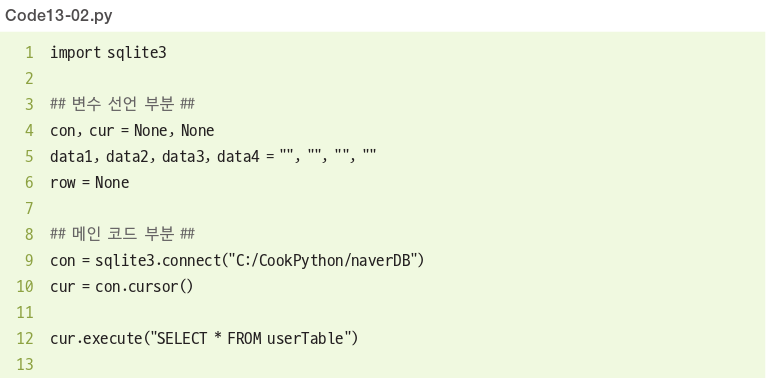 Code13-02.py
1 import sqlite3
2
3 ## 변수 선언 부분 ##
4 con, cur = None, None
5 data1, data2, data3, data4 = "", "", "", ""
6 row = None
7
8 ## 메인 코드 부분 ##
9 con = sqlite3.connect("C:/CookPython/naverDB")
10 cur = con.cursor()
11
12 cur.execute("SELECT * FROM userTable")
13